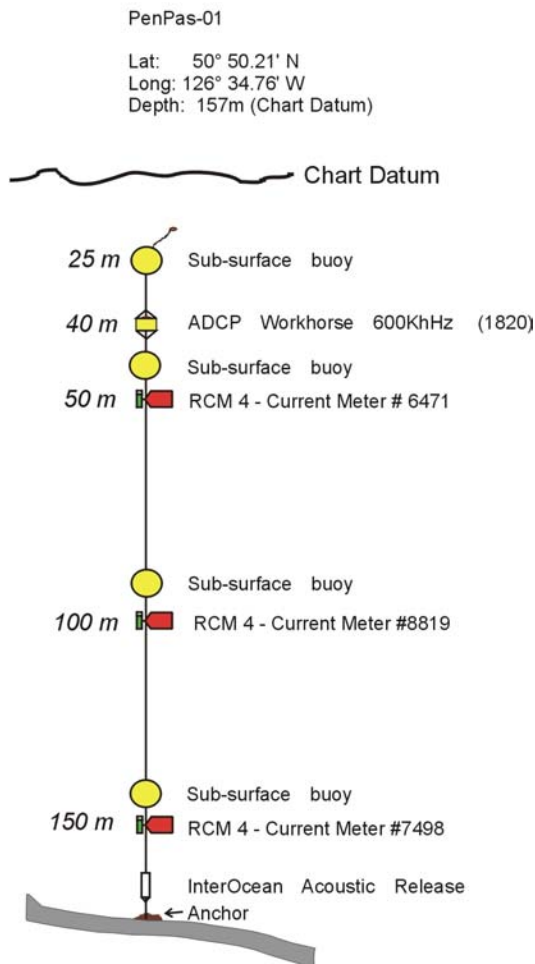 PenPas-01
Lat: 50° 50.21' N
Long: 126° 34.76' W
Depth: 157m (Chart Datum)
Chart Datum
25 m Sub-surface buoy
40 m ADCP Workhorse 600KhHz (1820)
Sub-surface buoy
50 m RCM 4 - Current Meter # 6471
Sub-surface buoy
100 m RCM 4 - Current Meter #8819
Sub-surface buoy
150 m RCM 4 - Current Meter #7498
InterOcean Acoustic Release
Anchor